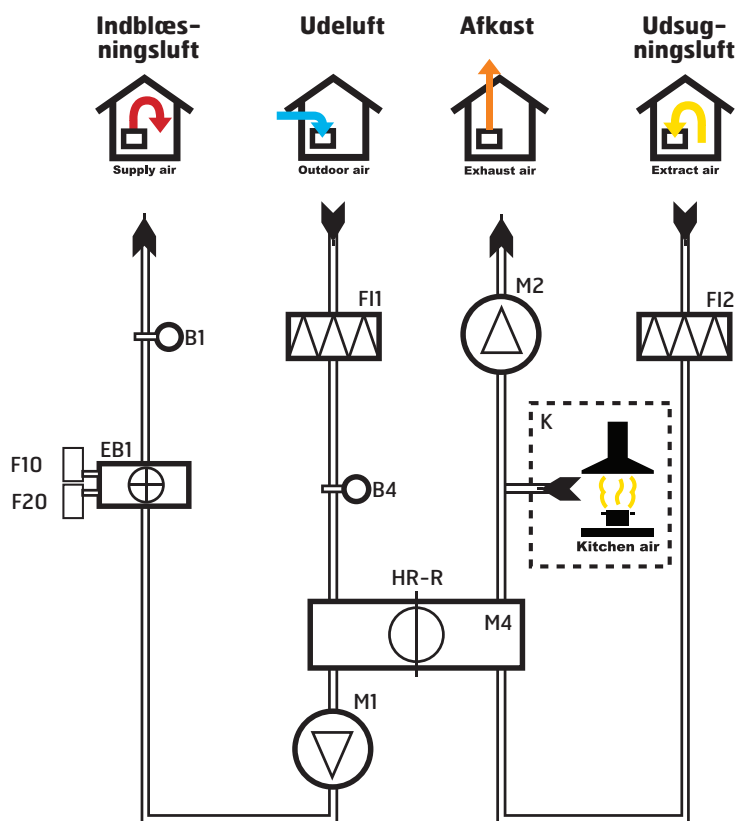 Indblæs-
ningsluft
Udeluft
Afkast
Udsug-
ningsluft
Supply air
Outdoor air
Exhaust air
Extract air
M2
FI1
FI2
B1
K
EB1
F10
F20
B4
Kitchen air
HR-R
M4
M1